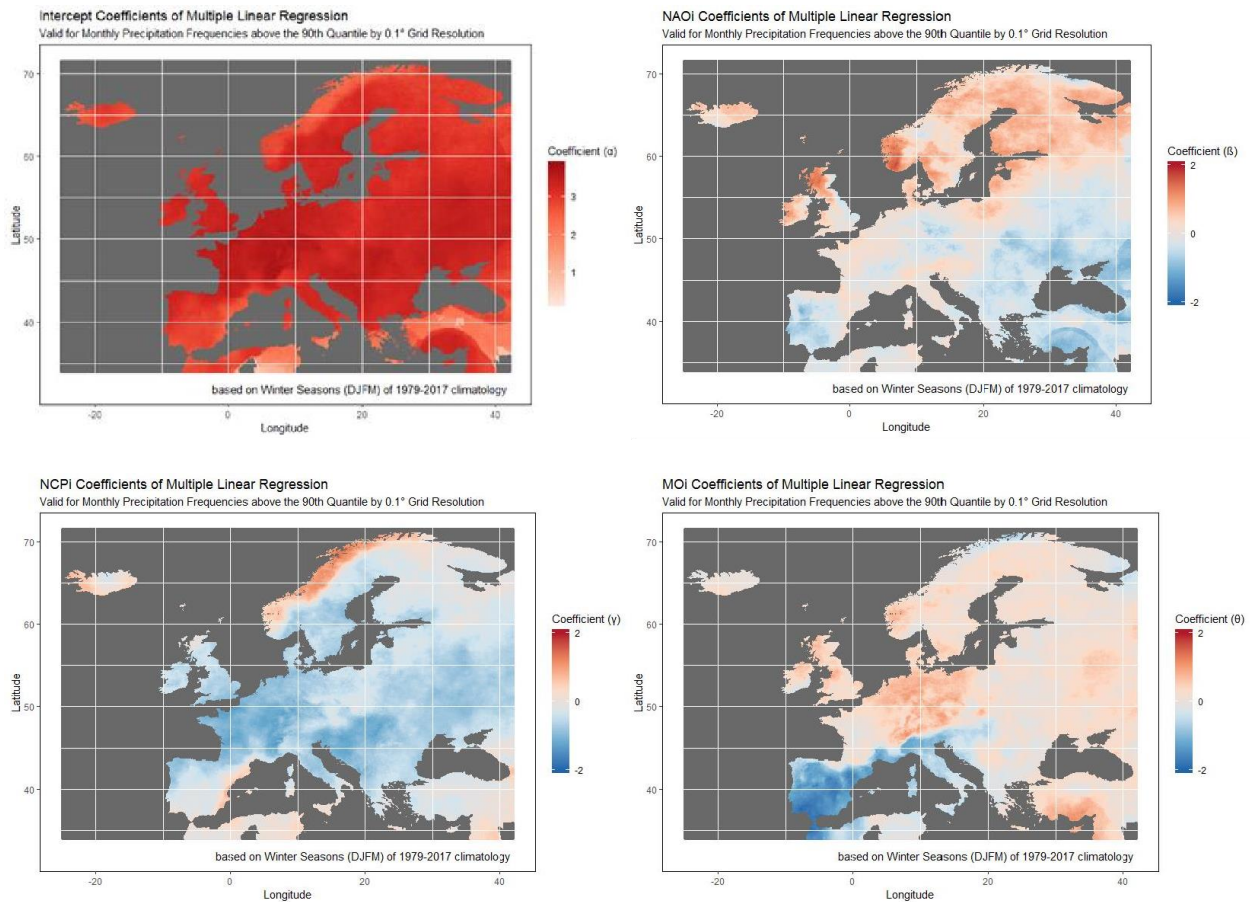 Intercept Coefficients of Multiple Linear Regression
Valid for Monthly Precipitation Frequencies above the 90th Quantile by 0.1° Grid Resolution
70
60
50
40
Latitude
Coefficient (α)
3
2
1
based on Winter Seasons (DJFM) of 1979-2017 climatology
-20
0
20
40
Longitude
NAOi Coefficients of Multiple Linear Regression
Valid for Monthly Precipitation Frequencies above the 90th Quantile by 0.1° Grid Resolution
70
60
50
40
Latitude
Coefficient (ß)
2
0
-2
based on Winter Seasons (DJFM) of 1979-2017 climatology
-20
0
20
40
Longitude
NCPi Coefficients of Multiple Linear Regression
Valid for Monthly Precipitation Frequencies above the 90th Quantile by 0.1° Grid Resolution
70
60
50
40
Latitude
Coefficient (γ)
2
0
-2
based on Winter Seasons (DJFM) of 1979-2017 climatology
-20
0
20
40
Longitude
MOi Coefficients of Multiple Linear Regression
Valid for Monthly Precipitation Frequencies above the 90th Quantile by 0.1° Grid Resolution
70
60
50
40
Latitude
Coefficient (θ)
2
0
-2
based on Winter Seasons (DJFM) of 1979-2017 climatology
-20
0
20
40
Longitude